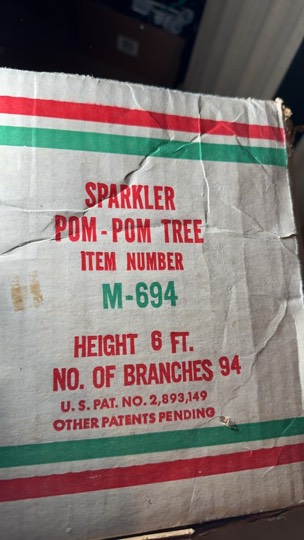 SPARKLER
POM-POM TREE
ITEM NUMBER
M-694
HEIGHT 6 FT.
NO. OF BRANCHES 94
U.S. PAT. NO. 2,893,149
OTHER PATENTS PENDING